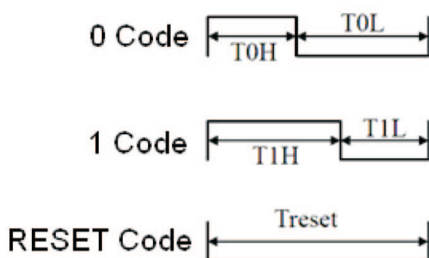 0 Code T0H T0L
1 Code T1H T1L
RESET Code Treset